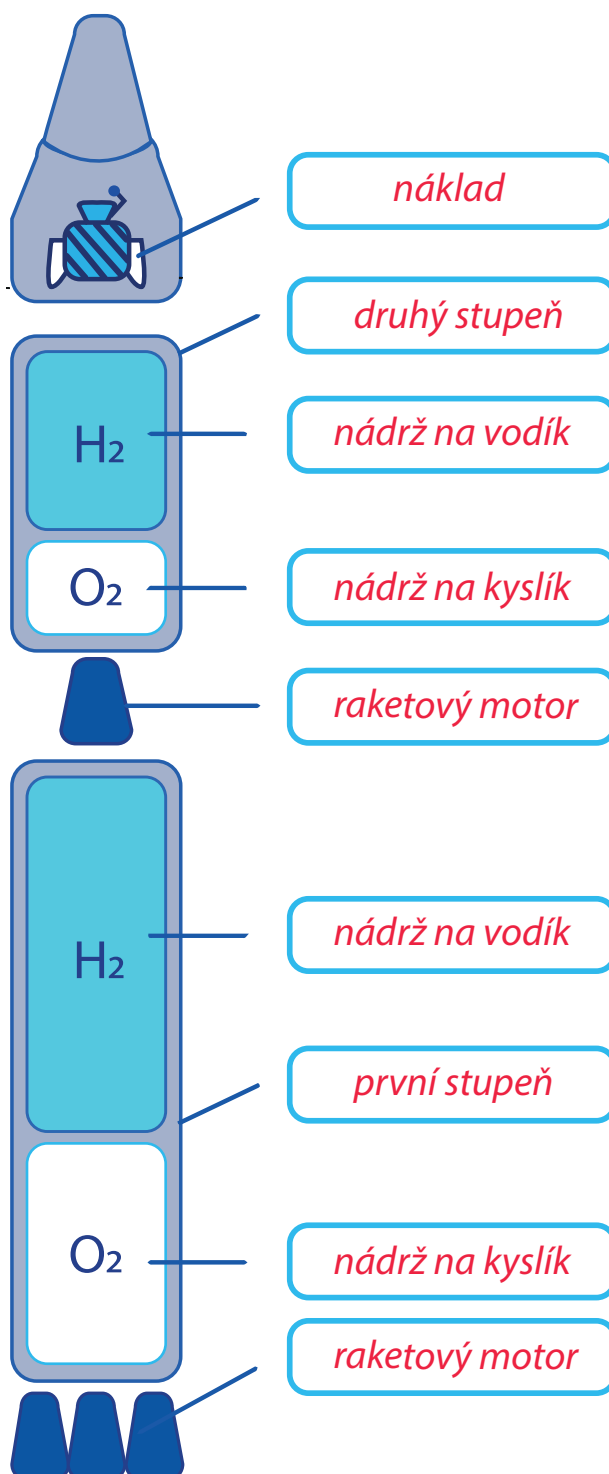 náklad
druhý stupeň
H2
nádrž na vodík
O2
nádrž na kyslík
raketový motor
H2
nádrž na vodík
první stupeň
O2
nádrž na kyslík
raketový motor